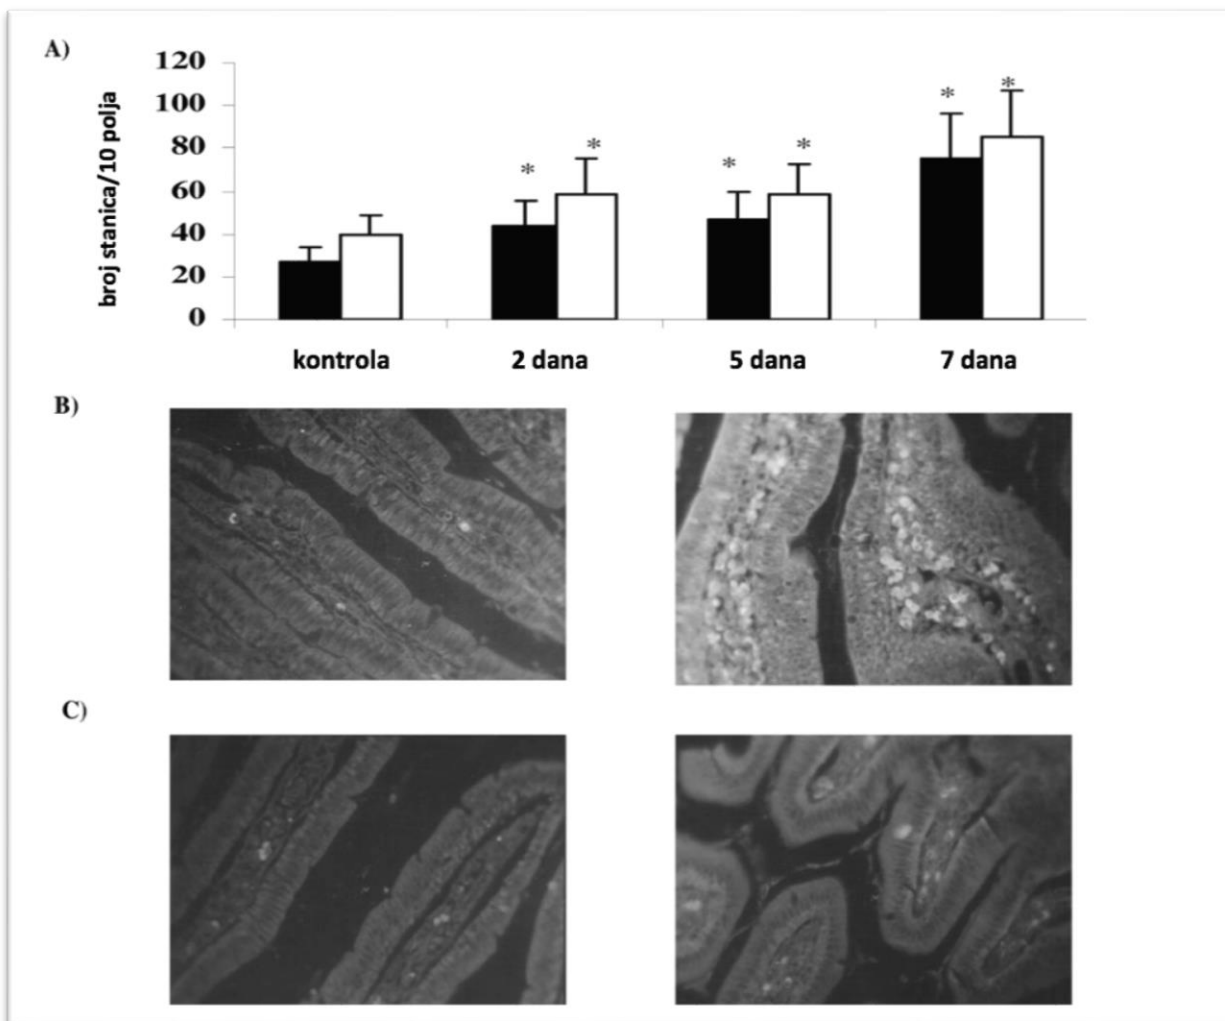 A)
120
100
80
60
40
20
0
broj stanica/10 polja
* * * * * *
kontrola 2 dana 5 dana 7 dana
B)
C)